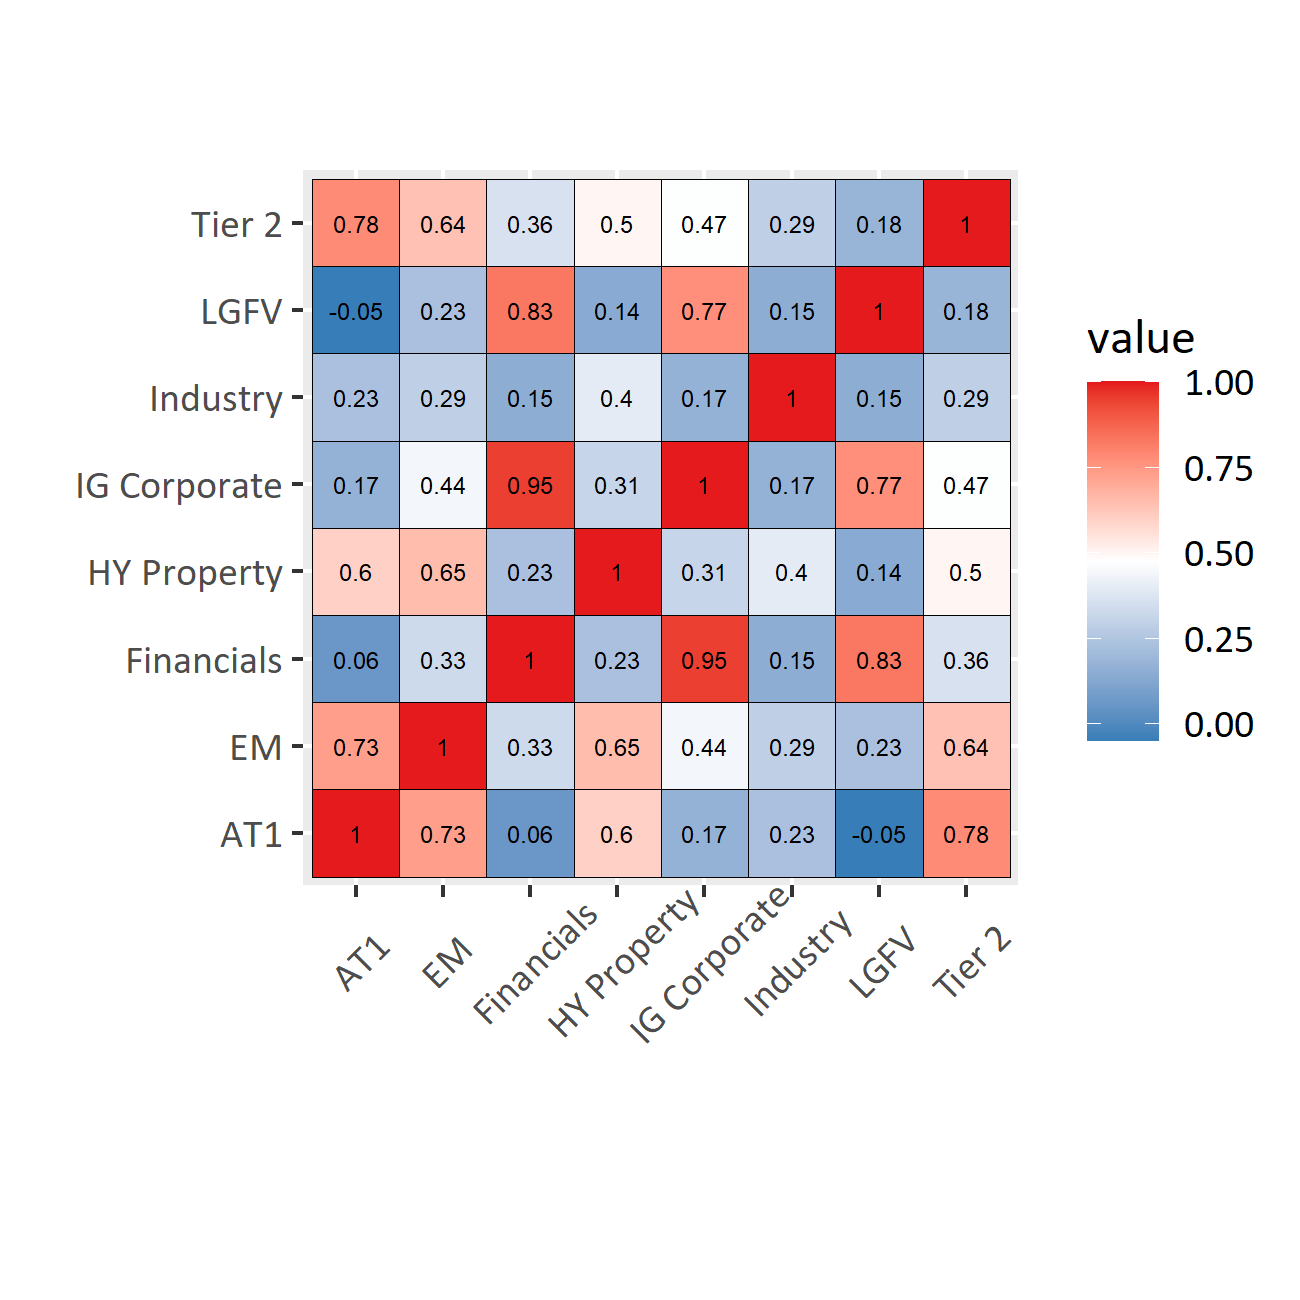 Tier 2 0.78 0.64 0.36 0.5 0.47 0.29 0.18 1
LGFV -0.05 0.23 0.83 0.14 0.77 0.15 1 0.18
Industry 0.23 0.29 0.15 0.4 0.17 1 0.15 0.29
IG Corporate 0.17 0.44 0.95 0.31 1 0.17 0.77 0.47
HY Property 0.6 0.65 0.23 1 0.31 0.4 0.14 0.5
Financials 0.06 0.33 1 0.23 0.95 0.15 0.83 0.36
EM 0.73 1 0.33 0.65 0.44 0.29 0.23 0.64
AT1 1 0.73 0.06 0.6 0.17 0.23 -0.05 0.78
AT1 EM Financials HY Property IG Corporate Industry LGFV Tier 2
value
1.00
0.75
0.50
0.25
0.00